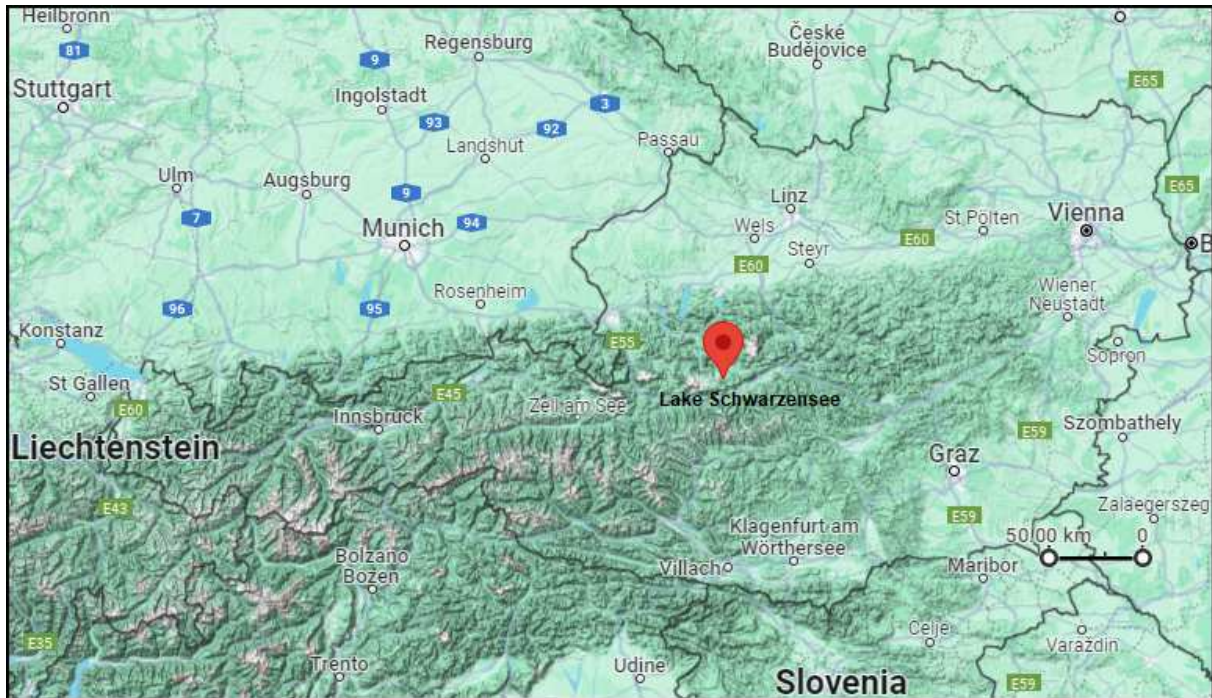 Heilbronn
81
Stuttgart
Regensburg
9
Ingolstadt
93
3
92
Landshut
České
Budějovice
E65
Passau
Ulm
Augsburg
7
9
Munich
94
Linz
Wels
Steyr
E60
E60
St Pölten
Vienna
E65
B
Wiener
Neustadt
96
95
Rosenheim
Konstanz
E55
Sopron
St Gallen
E60
E45
Innsbruck
Zell am See
Lake Schwarzensee
Liechtenstein
E59
Szombathely
Graz
E43
E59
Zalaegerszeg
50.00 km
0
Bolzano
Bozen
Klagenfurt am
Wörthersee
Villach
Maribor
E35
Trento
Udine
Celje
Varaždin
Slovenia
E59